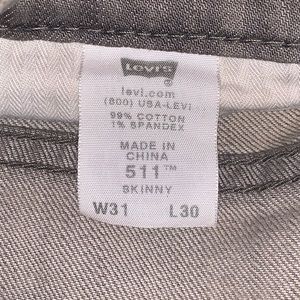 Levi's
®
levi.com
(800) USA-LEVI...
99% COTTON
1% SPANDEX
MADE IN
CHINA
511™
SKINNY
W31 L30